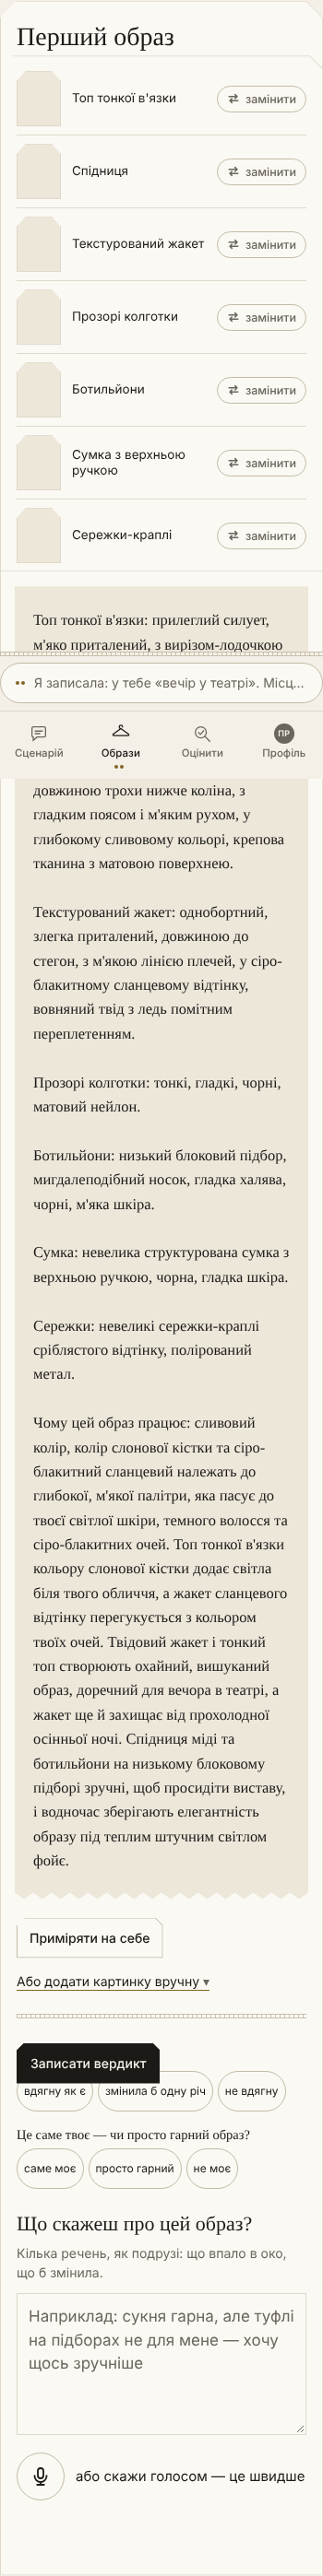 Перший образ
Топ тонкої в'язки
⇄ замінити
Спідниця
⇄ замінити
Текстурований жакет
⇄ замінити
Прозорі колготки
⇄ замінити
Ботильйони
⇄ замінити
Сумка з верхньою
ручкою
⇄ замінити
Сережки-краплі
⇄ замінити
Топ тонкої в'язки: прилеглий силует,
м'яко приталений, з вирізом-лодочкою
Я записала: у тебе «вечір у театрі». Місц...
Сценарій
Образи
Оцінити
ПР
Профіль
довжиною трохи нижче коліна, з
гладким поясом і м'яким рухом, у
глибокому сливовому кольорі, крепова
тканина з матовою поверхнею.
Текстурований жакет: однобортний,
злегка приталений, довжиною до
стегон, з м'якою лінією плечей, у сіро-
блакитному сланцевому відтінку,
вовняний твід з ледь помітним
переплетенням.
Прозорі колготки: тонкі, гладкі, чорні,
матовий нейлон.
Ботильйони: низький блоковий підбор,
мигдалеподібний носок, гладка халява,
чорні, м'яка шкіра.
Сумка: невелика структурована сумка з
верхньою ручкою, чорна, гладка шкіра.
Сережки: невеликі сережки-краплі
сріблястого відтінку, полірований
метал.
Чому цей образ працює: сливовий
колір, колір слонової кістки та сіро-
блакитний сланцевий належать до
глибокої, м'якої палітри, яка пасує до
твоєї світлої шкіри, темного волосся та
сіро-блакитних очей. Топ тонкої в'язки
кольору слонової кістки додає світла
біля твого обличчя, а жакет сланцевого
відтінку перегукується з кольором
твоїх очей. Твідовий жакет і тонкий
топ створюють охайний, вишуканий
образ, доречний для вечора в театрі, а
жакет ще й захищає від прохолодної
осінньої ночі. Спідниця міді та
ботильйони на низькому блоковому
підборі зручні, щоб просидіти виставу,
і водночас зберігають елегантність
образу під теплим штучним світлом
фойє.
Приміряти на себе
Або додати картинку вручну ▾
Записати вердикт
вдягну як є
змінила б одну річ
не вдягну
Це саме твоє — чи просто гарний образ?
саме моє
просто гарний
не моє
Що скажеш про цей образ?
Кілька речень, як подрузі: що впало в око,
що б змінила.
Наприклад: сукня гарна, але туфлі
на підборах не для мене — хочу
щось зручніше
або скажи голосом — це швидше